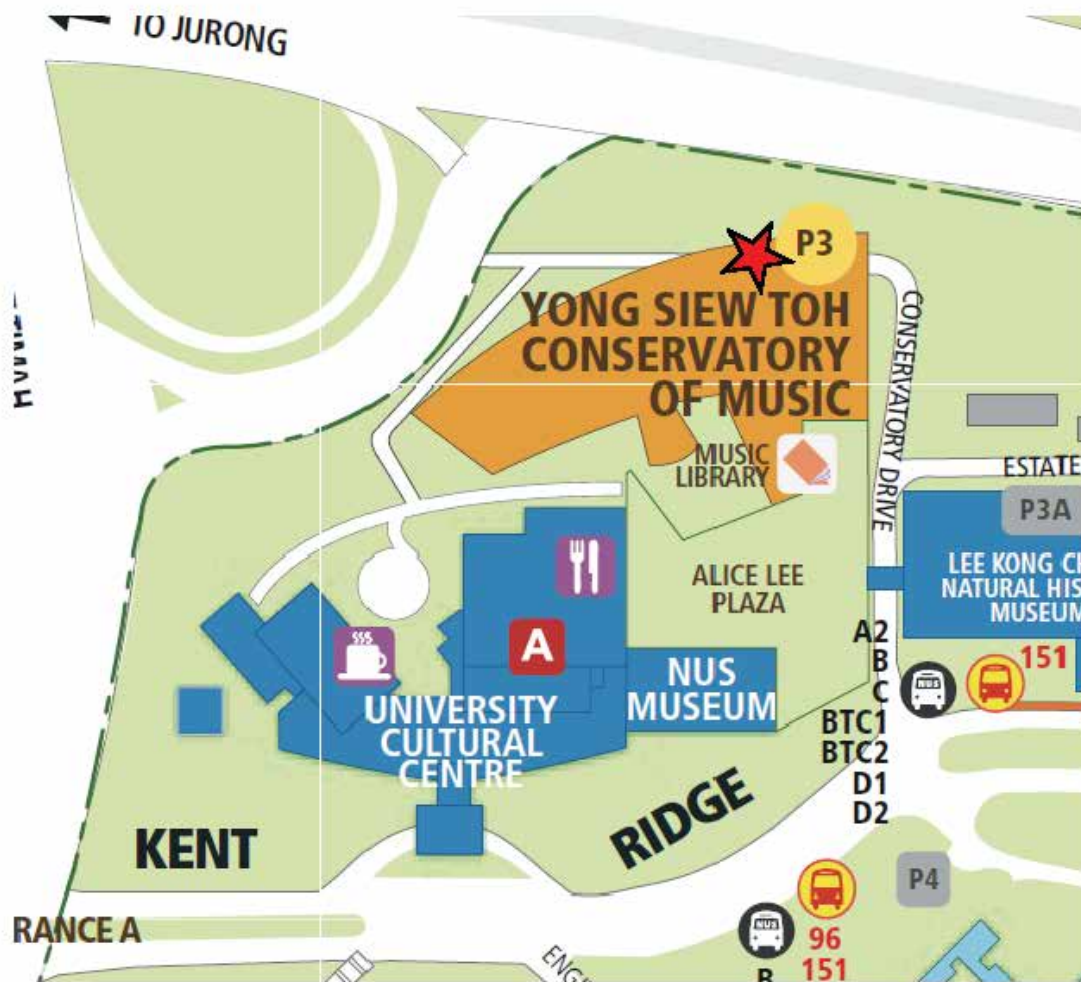 TO JURONG
P3
YONG SIEW TOH
CONSERVATORY
OF MUSIC
CONSERVATORY DRIVE
MUSIC
LIBRARY
ESTATE
P3A
LEE KONG
NATURAL
MUSEUM
ALICE LEE
PLAZA
A
A2
B
C
BTC1
BTC2
D1
D2
NUS
151
NUS
MUSEUM
UNIVERSITY
CULTURAL
CENTRE
KENT
RIDGE
P4
RANCE A
NUS
96
151
B